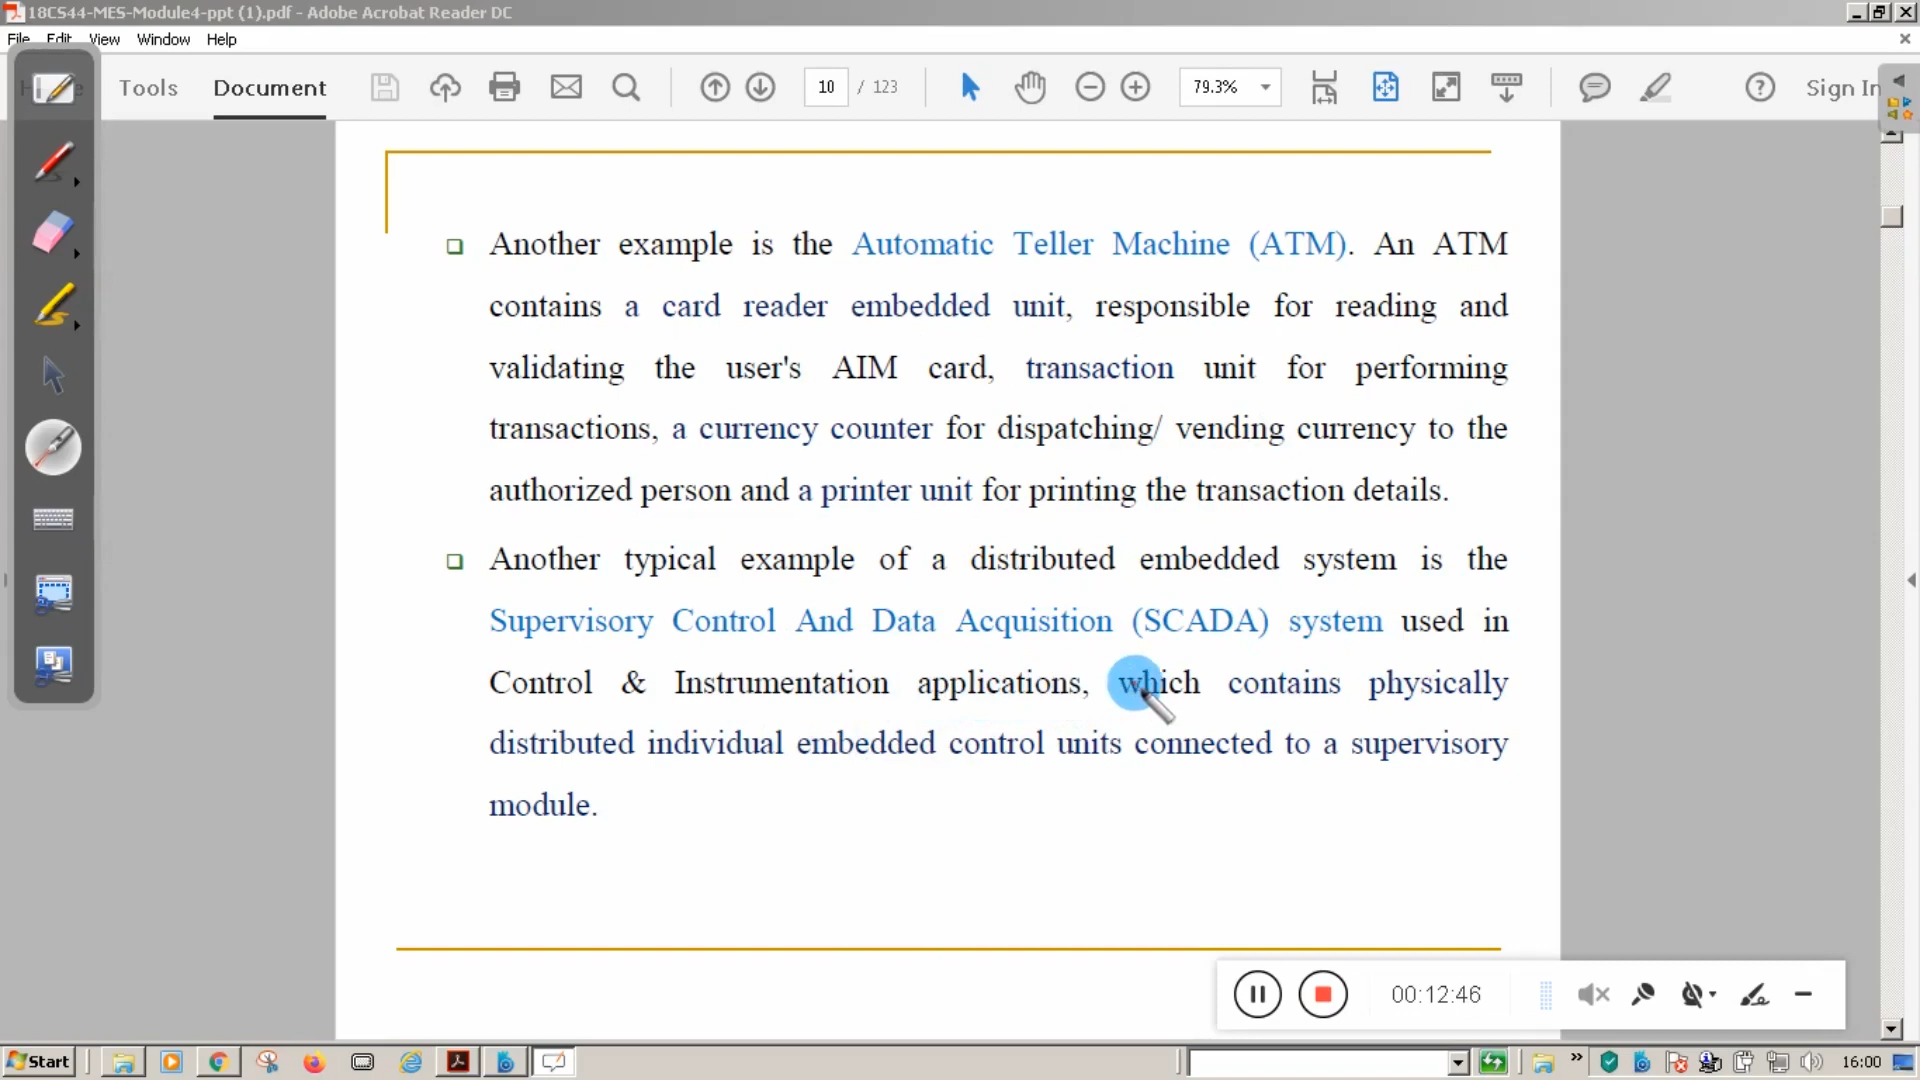 18CS44-MES-Module4-ppt (1).pdf - Adobe Acrobat Reader DC
File Edit View Window Help
Tools Document 10 / 123 79.3% Sign In
Another example is the Automatic Teller Machine (ATM). An ATM
contains a card reader embedded unit, responsible for reading and
validating the user's AIM card, transaction unit for performing
transactions, a currency counter for dispatching/ vending currency to the
authorized person and a printer unit for printing the transaction details.
Another typical example of a distributed embedded system is the
Supervisory Control And Data Acquisition (SCADA) system used in
Control & Instrumentation applications, which contains physically
distributed individual embedded control units connected to a supervisory
module.
00:12:46
Start 16:00